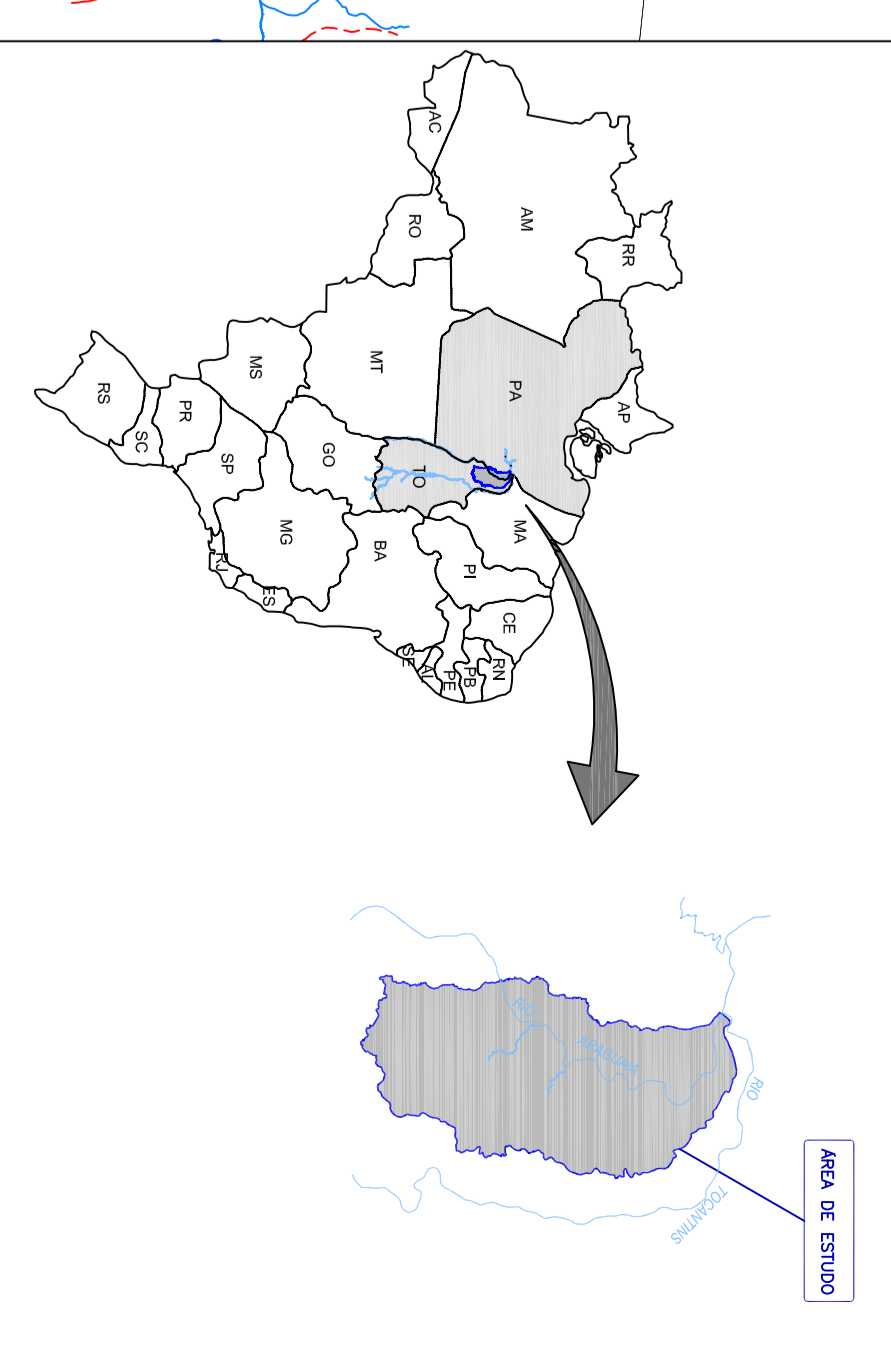 RR
AP
AM
PA
MA
CE
RN
PB
PE
AL
SE
PI
AC
RO
TO
MT
BA
GO
MG
ES
MS
SP
RJ
PR
SC
RS
ÁREA DE ESTUDO
RIO
TOCANTINS
RIO
ARAGUAIA